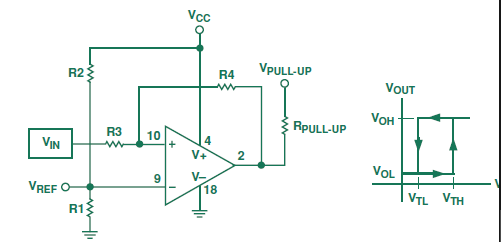 VCC
R2
R4
VPULL-UP
VOUT
VOH
RPULL-UP
VIN
R3
10
+
4
V+
2
VREF
9
−
V−
18
VOL
R1
VTL
VTH
V